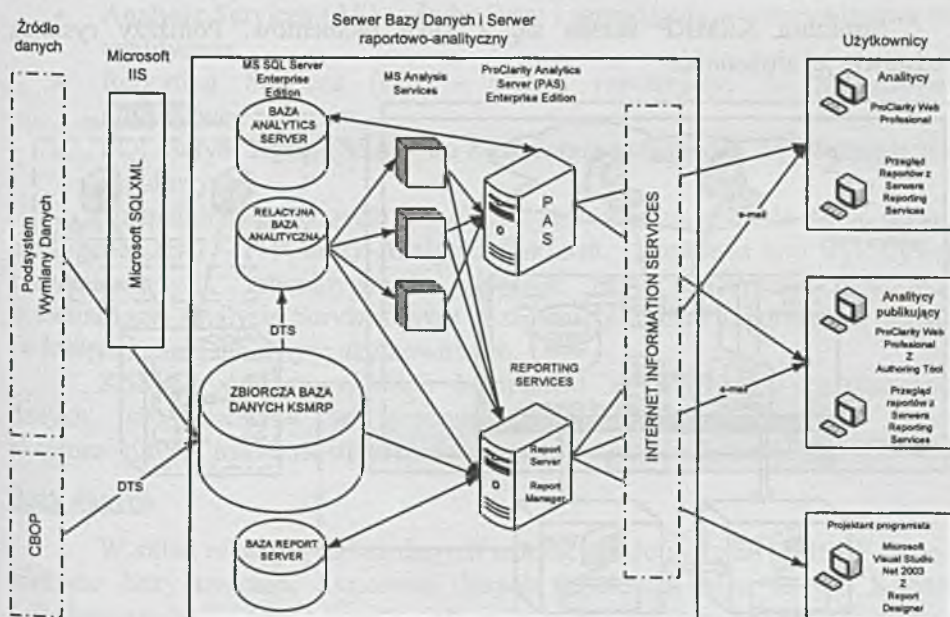 Źródło
danych
Microsoft
IIS
Serwer Bazy Danych i Serwer
raportowo-analityczny
Użytkownicy
Podsystem
Wymiany Danych
CBOP
Microsoft SQLXML
MS SQL Server
Enterprise
Edition
MS Analysis
Services
ProClarity Analytics
Server (PAS)
Enterprise Edition
BAZA
ANALYTICS
SERVER
RELACYJNA
BAZA
ANALITYCZNA
DTS
ZBIORCZA BAZA
DANYCH KSMRP
DTS
BAZA REPORT
SERVER
P
A
S
REPORTING
SERVICES
Report
Server
Report
Manager
INTERNET INFORMATION SERVICES
e-mail
e-mail
Analitycy
ProClarity Web
Profesional
Przegląd
Raportów z
Serwera
Reporting
Services
Analitycy
publikujący
ProClarity Web
Profesional
Z
Authoring Tool
Przegląd
raportów z
Serwera
Reporting
Services
Projektant programista
Microsoft
Visual Studio
Net 2003
Z
Report
Designer